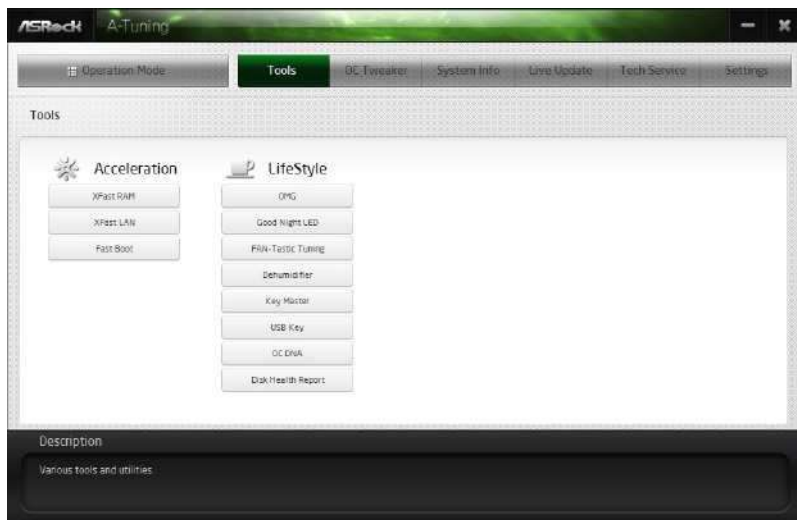 ASRock A-Tuning
Operation Mode Tools OC Tweaker System Info Live Update Tech Service Settings
Tools
Acceleration LifeStyle
XFast RAM OMG
XFast LAN Good Night LED
Fast Boot FAN-Tastic Tuning
Dehumidifier
Key Master
USB Key
OC DNA
Disk Health Report
Description
Various tools and utilities